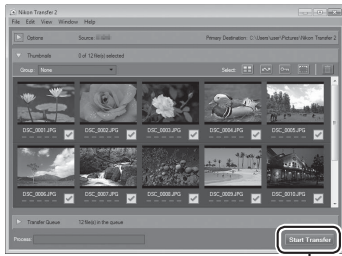 Nikon Transfer 2
File Edit View Window Help
Options Source: Primary Destination: C:\Users\user\Pictures\Nikon Transfer 2
Thumbnails 0 of 12 file(s) selected
Group: None Select:
DSC_0001.JPG DSC_0002.JPG DSC_0003.JPG DSC_0004.JPG DSC_0005.JPG
DSC_0006.JPG DSC_0007.JPG DSC_0008.JPG DSC_0009.JPG DSC_0010.JPG
Transfer Queue 12 file(s) in the queue
Process: Start Transfer